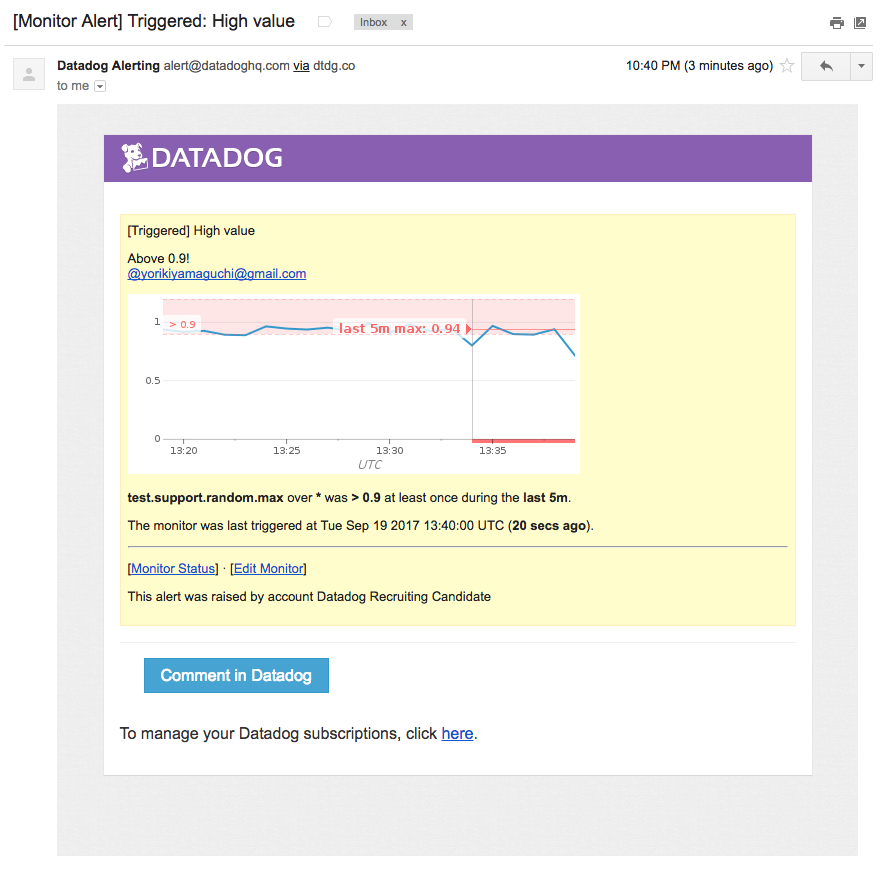 [Monitor Alert] Triggered: High value
Inbox x
Datadog Alerting alert@datadoghq.com via dtdg.co
10:40 PM (3 minutes ago)
to me
DATADOG
[Triggered] High value
Above 0.9!
@yorikiyamaguchi@gmail.com
1
> 0.9
last 5m max: 0.94
0.5
0
13:20 13:25 13:30 13:35
UTC
test.support.random.max over * was > 0.9 at least once during the last 5m.
The monitor was last triggered at Tue Sep 19 2017 13:40:00 UTC (20 secs ago).
[Monitor Status] · [Edit Monitor]
This alert was raised by account Datadog Recruiting Candidate
Comment in Datadog
To manage your Datadog subscriptions, click here.